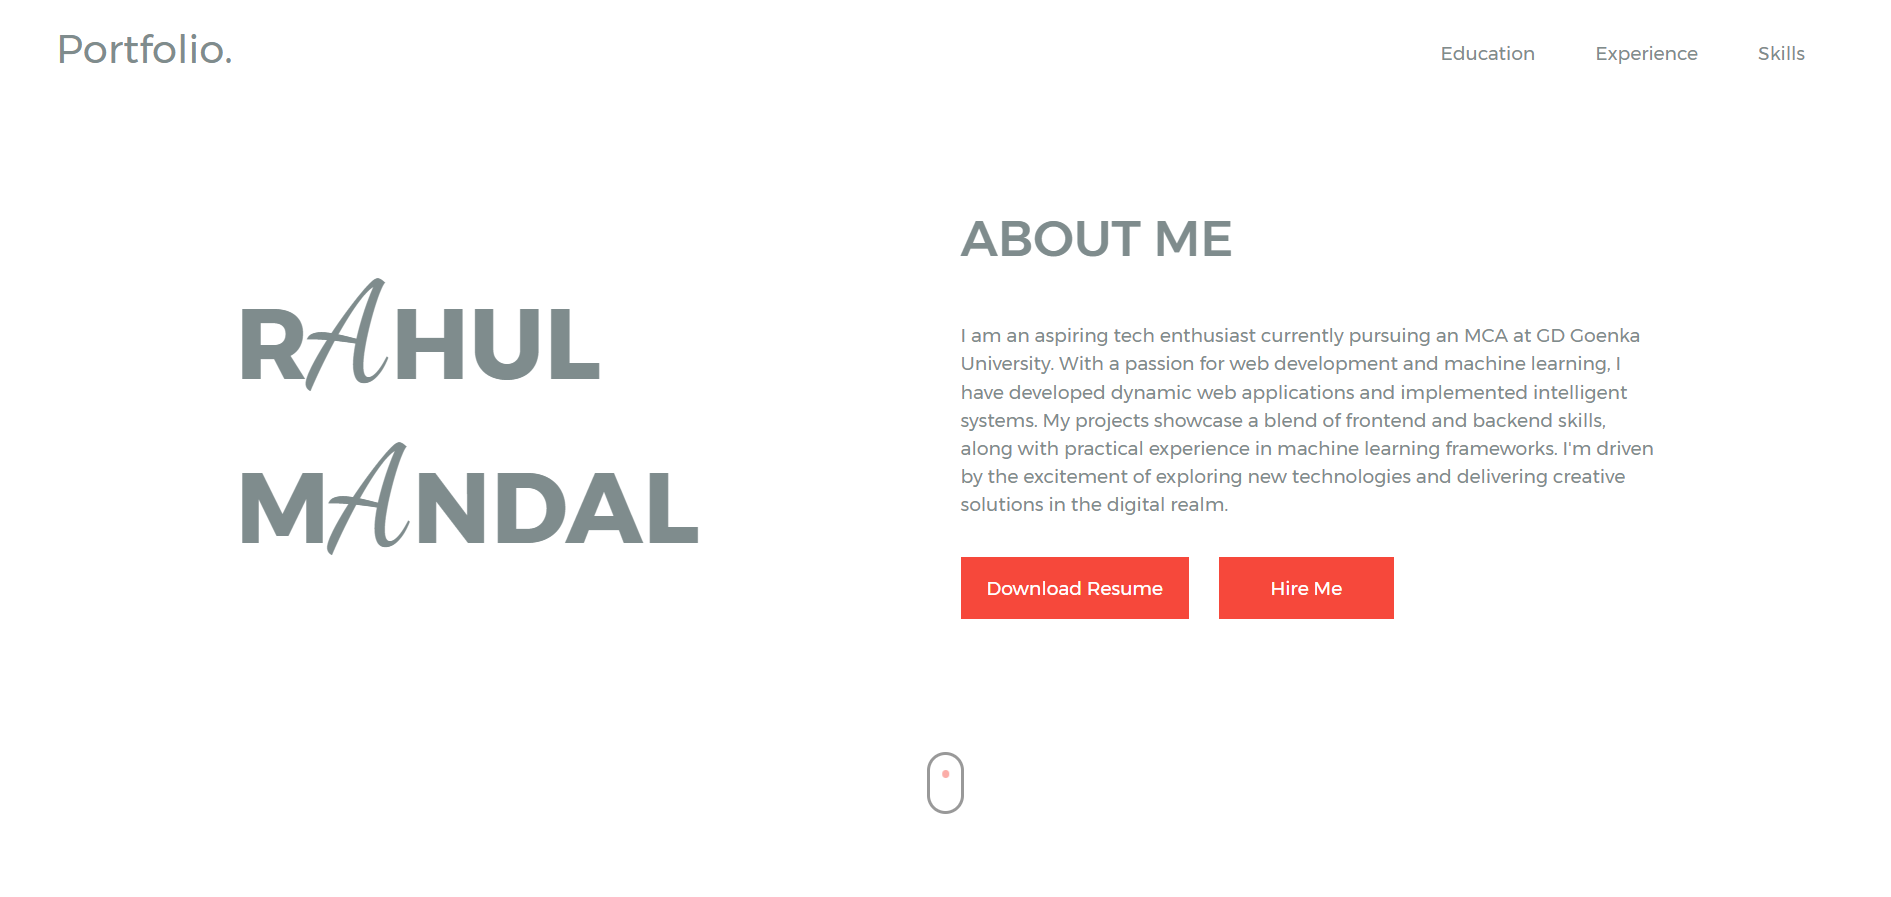 Portfolio.
Education Experience Skills
RAHUL
MANDAL
ABOUT ME
I am an aspiring tech enthusiast currently pursuing an MCA at GD Goenka
University. With a passion for web development and machine learning, I
have developed dynamic web applications and implemented intelligent
systems. My projects showcase a blend of frontend and backend skills,
along with practical experience in machine learning frameworks. I'm driven
by the excitement of exploring new technologies and delivering creative
solutions in the digital realm.
Download Resume Hire Me